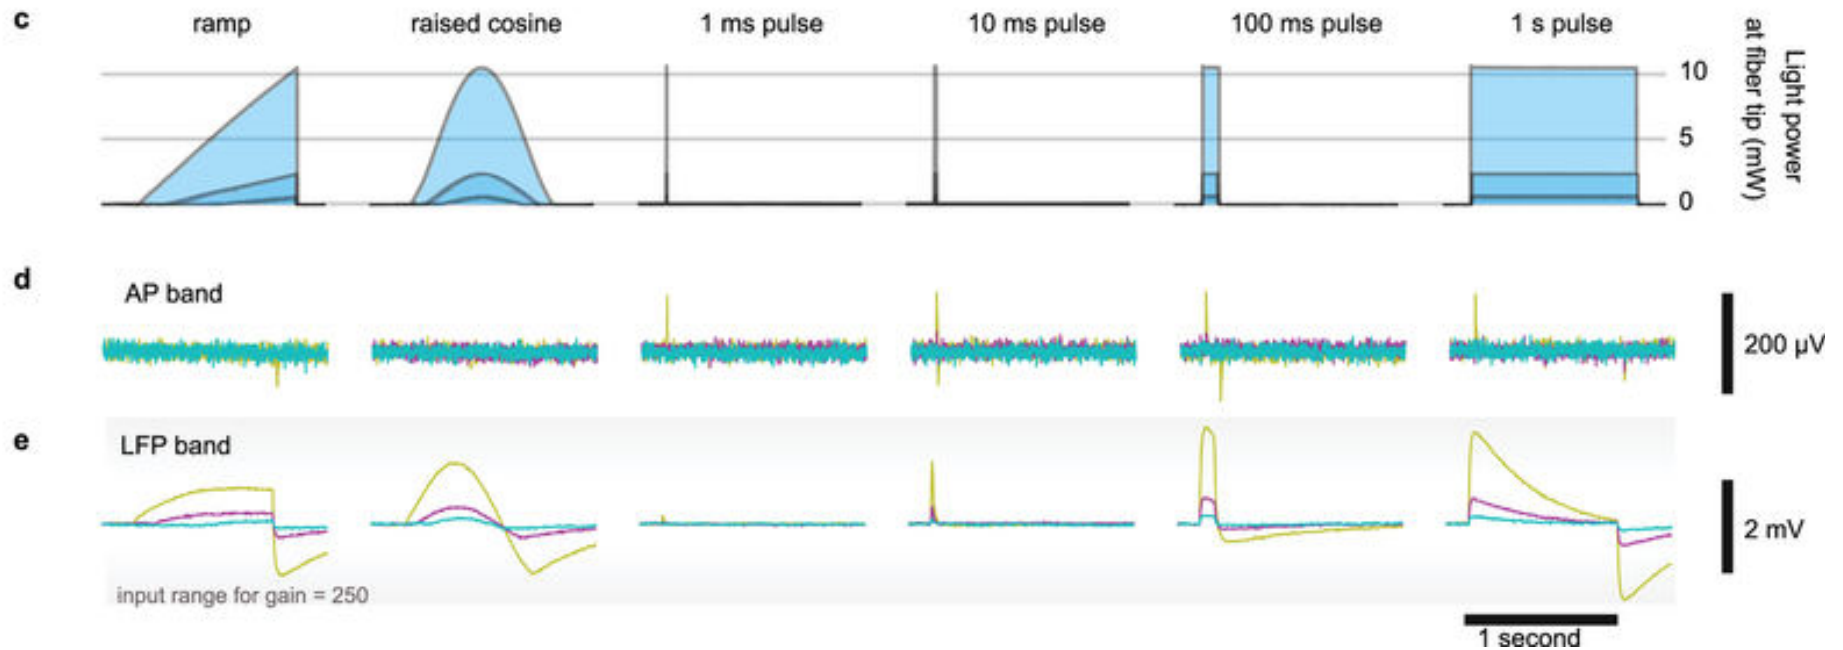 c
ramp
raised cosine
1 ms pulse
10 ms pulse
100 ms pulse
1 s pulse
10
5
0
Light power
at fiber tip (mW)
d
AP band
200 μV
e
LFP band
2 mV
input range for gain = 250
1 second